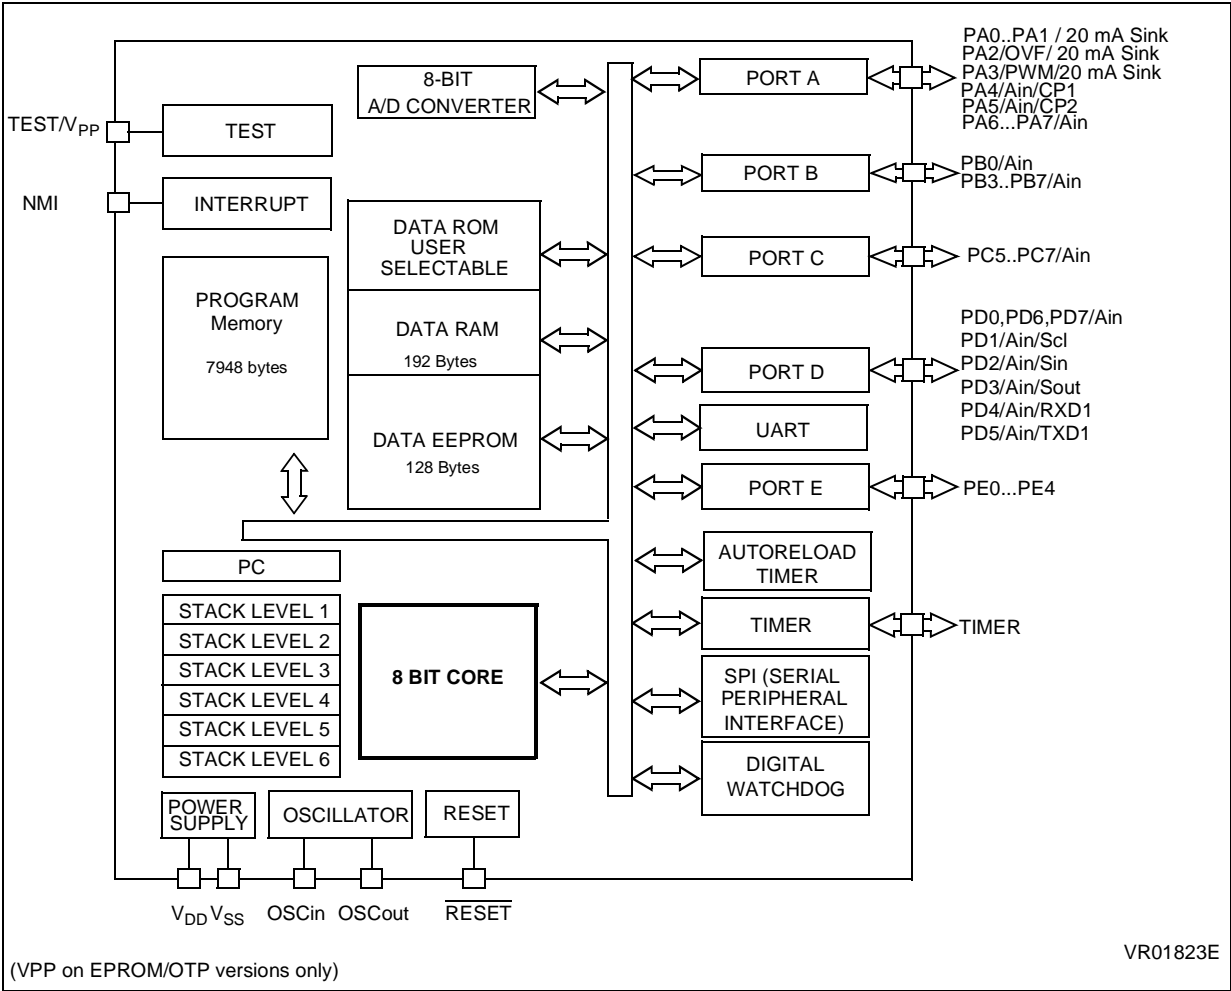 PA0..PA1 / 20 mA Sink
PA2/OVF/ 20 mA Sink
PA3/PWM/20 mA Sink
PA4/Ain/CP1
PA5/Ain/CP2
PA6...PA7/Ain
8-BIT
A/D CONVERTER
PORT A
TEST/VPP
TEST
PORT B
PB0/Ain
PB3..PB7/Ain
NMI
INTERRUPT
DATA ROM
USER
SELECTABLE
PORT C
PC5..PC7/Ain
PROGRAM
Memory
7948 bytes
DATA RAM
192 Bytes
PORT D
PD0,PD6,PD7/Ain
PD1/Ain/Scl
PD2/Ain/Sin
PD3/Ain/Sout
PD4/Ain/RXD1
PD5/Ain/TXD1
DATA EEPROM
128 Bytes
UART
PORT E
PE0...PE4
PC
AUTORELOAD
TIMER
STACK LEVEL 1
STACK LEVEL 2
STACK LEVEL 3
STACK LEVEL 4
STACK LEVEL 5
STACK LEVEL 6
8 BIT CORE
TIMER
TIMER
SPI (SERIAL
PERIPHERAL
INTERFACE)
DIGITAL
WATCHDOG
POWER
SUPPLY
OSCILLATOR
RESET
VDD VSS
OSCin
OSCout
RESET
VR01823E
(VPP on EPROM/OTP versions only)